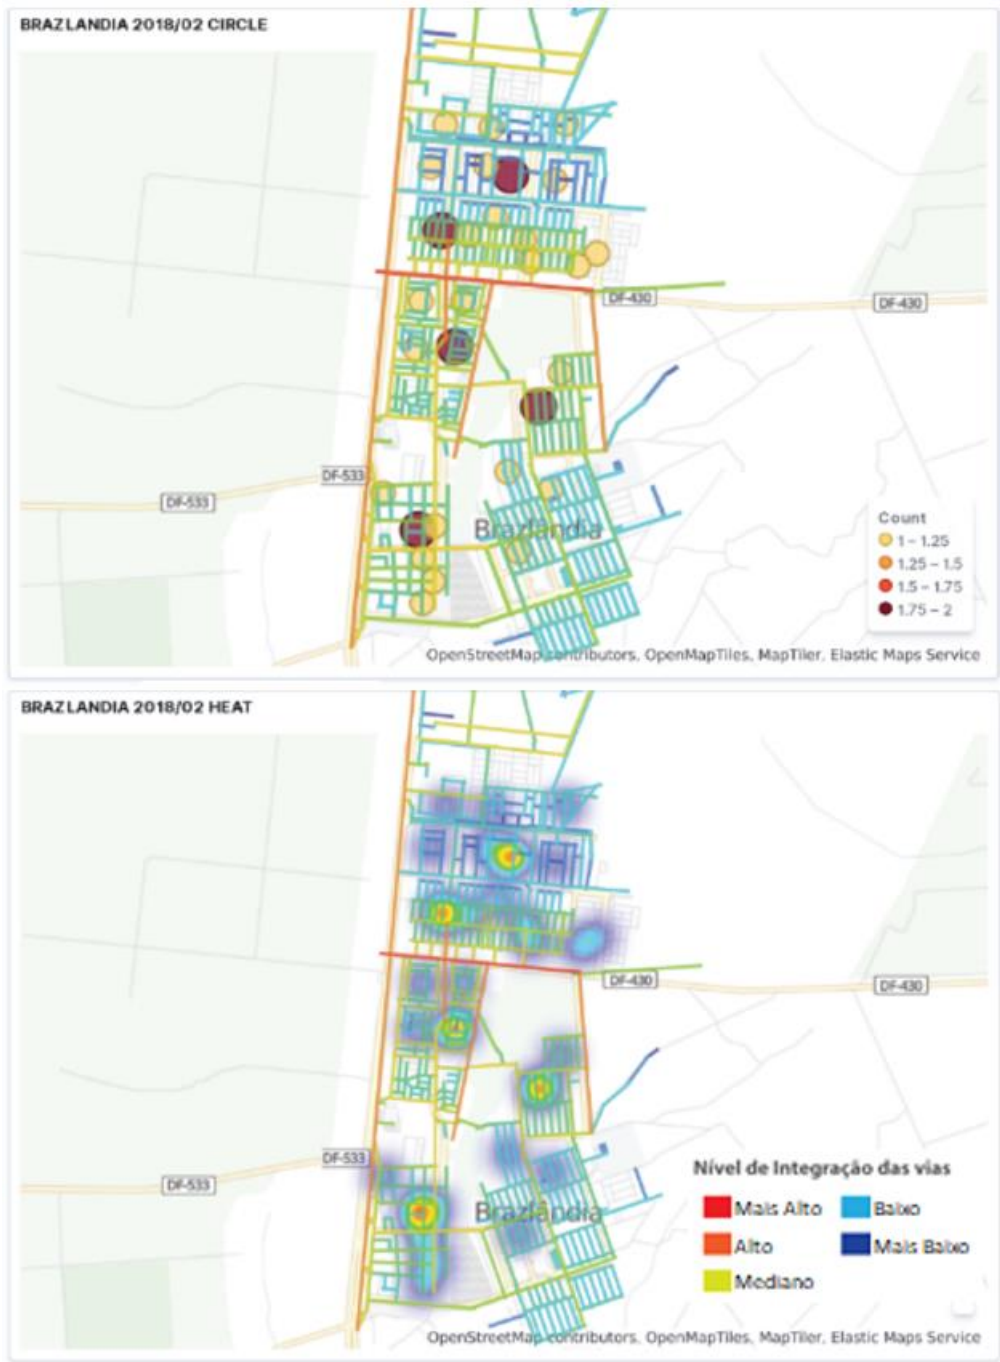 BRAZLANDIA 2018/02 CIRCLE
DF-430
DF-430
DF-533
DF-533
Brazlândia
Count
1 – 1.25
1.25 – 1.5
1.5 – 1.75
1.75 – 2
OpenStreetMap contributors, OpenMapTiles, MapTiler, Elastic Maps Service
BRAZLANDIA 2018/02 HEAT
DF-430
DF-430
DF-533
DF-533
Nível de Integração das vias
Brazlândia
Mais Alto
Baixo
Alto
Mais Baixo
Mediano
OpenStreetMap contributors, OpenMapTiles, MapTiler, Elastic Maps Service